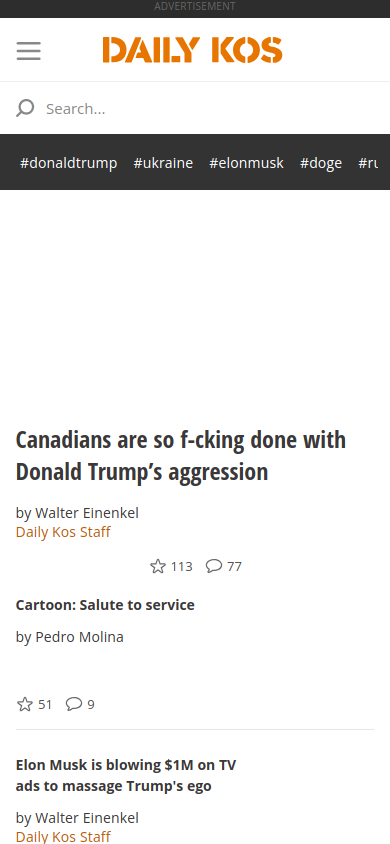 ADVERTISEMENT
DAILY KOS
Search...
#donaldtrump #ukraine #elonmusk #doge #ru
Canadians are so f-cking done with
Donald Trump's aggression
by Walter Einenkel
Daily Kos Staff
113 77
Cartoon: Salute to service
by Pedro Molina
51 9
Elon Musk is blowing $1M on TV
ads to massage Trump's ego
by Walter Einenkel
Daily Kos Staff